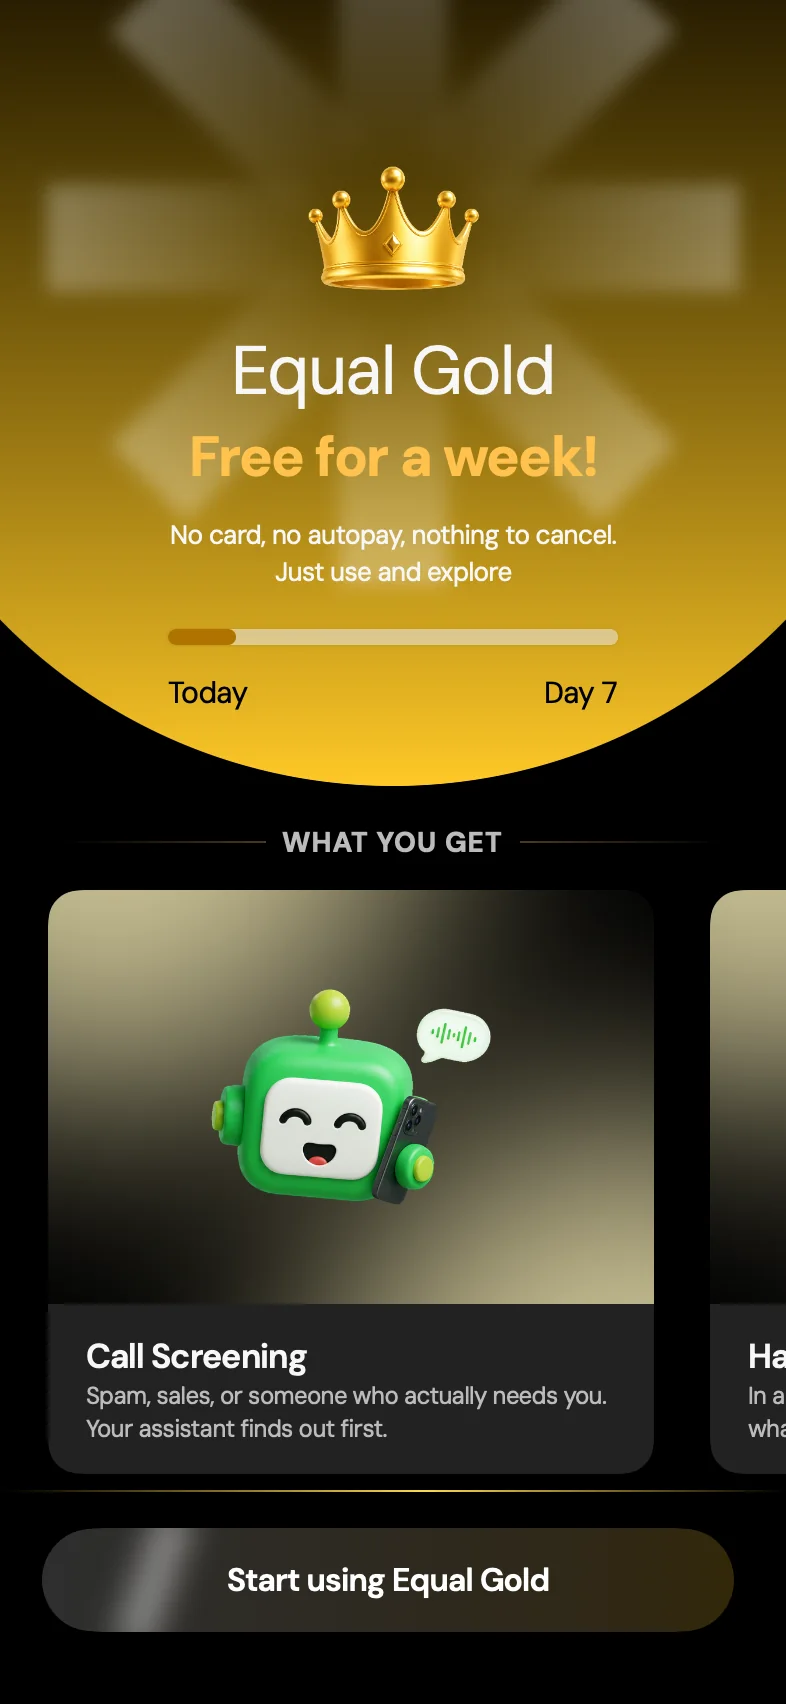 Equal Gold
Free for a week!
No card, no autopay, nothing to cancel.
Just use and explore
Today
Day 7
WHAT YOU GET
Call Screening
Spam, sales, or someone who actually needs you.
Your assistant finds out first.
In a
Start using Equal Gold